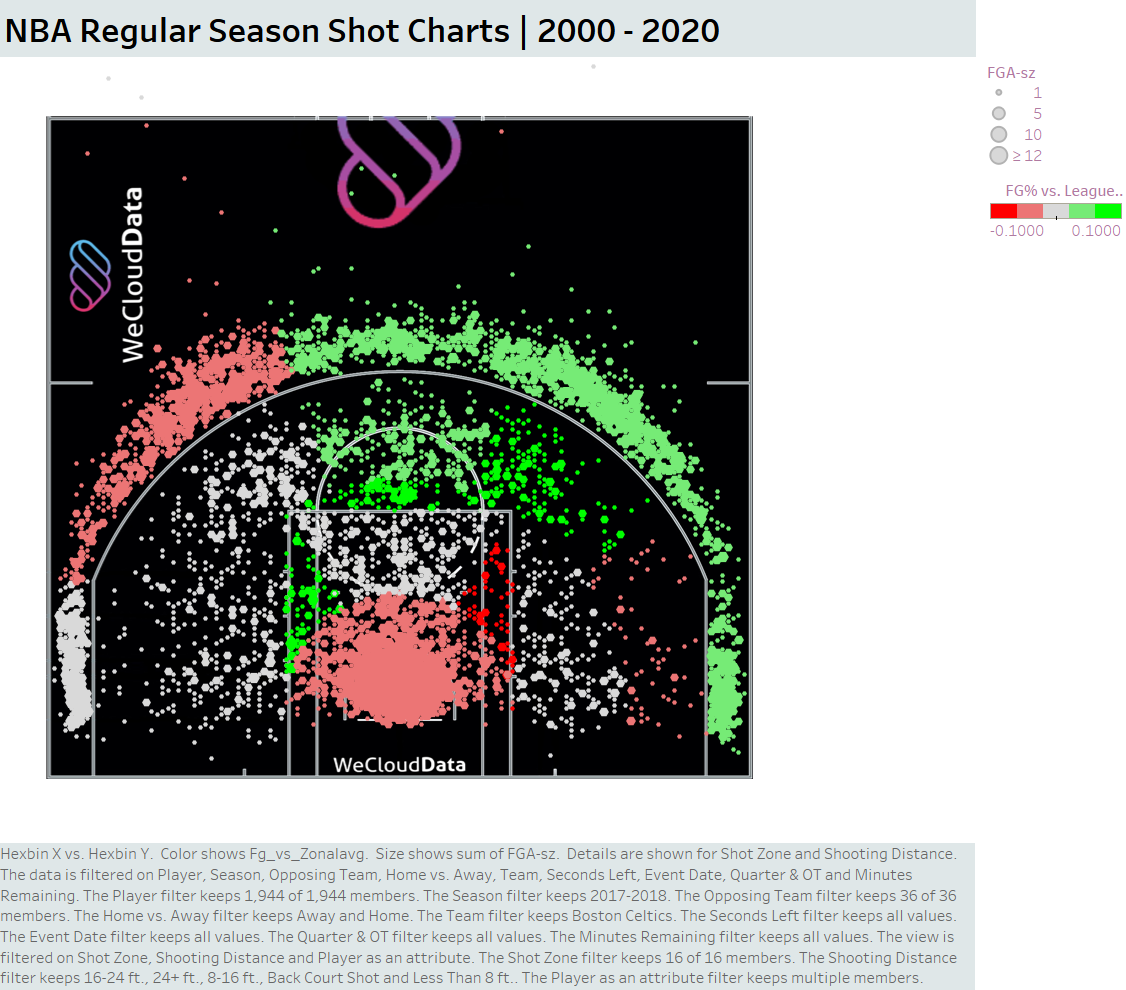 NBA Regular Season Shot Charts | 2000 - 2020
FGA-sz
1
5
10
≥ 12
FG% vs. League..
-0.1000 0.1000
WeCloudData
WeCloudData
Hexbin X vs. Hexbin Y. Color shows Fg_vs_Zonalavg. Size shows sum of FGA-sz. Details are shown for Shot Zone and Shooting Distance.
The data is filtered on Player, Season, Opposing Team, Home vs. Away, Team, Seconds Left, Event Date, Quarter & OT and Minutes
Remaining. The Player filter keeps 1,944 of 1,944 members. The Season filter keeps 2017-2018. The Opposing Team filter keeps 36 of 36
members. The Home vs. Away filter keeps Away and Home. The Team filter keeps Boston Celtics. The Seconds Left filter keeps all values.
The Event Date filter keeps all values. The Quarter & OT filter keeps all values. The Minutes Remaining filter keeps all values. The view is
filtered on Shot Zone, Shooting Distance and Player as an attribute. The Shot Zone filter keeps 16 of 16 members. The Shooting Distance
filter keeps 16-24 ft., 24+ ft., 8-16 ft., Back Court Shot and Less Than 8 ft.. The Player as an attribute filter keeps multiple members.